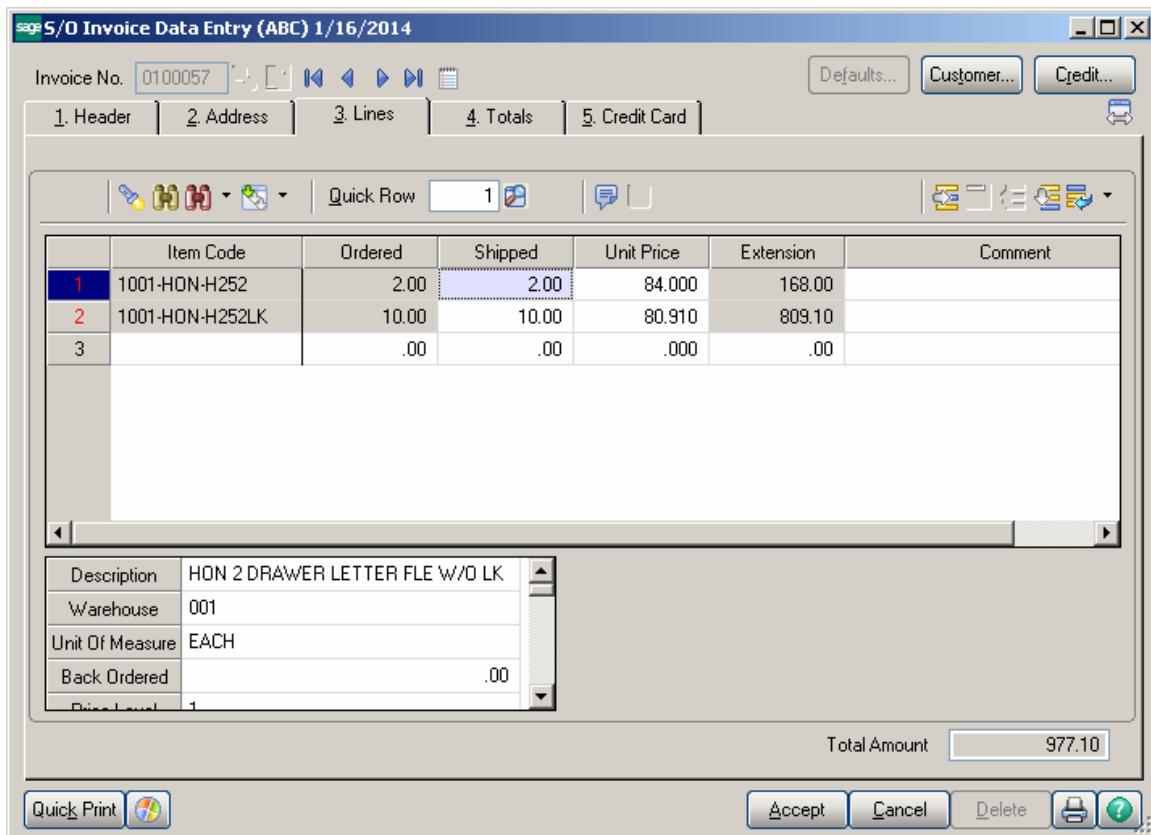 sage S/O Invoice Data Entry (ABC) 1/16/2014
Invoice No. 0100057 Defaults... Customer... Credit...
1. Header 2. Address 3. Lines 4. Totals 5. Credit Card
Quick Row 1
Item Code Ordered Shipped Unit Price Extension Comment
1 1001-HON-H252 2.00 2.00 84.000 168.00
2 1001-HON-H252LK 10.00 10.00 80.910 809.10
3 .00 .00 .000 .00
Description HON 2 DRAWER LETTER FLE W/O LK
Warehouse 001
Unit Of Measure EACH
Back Ordered .00
Price Level 1
Total Amount 977.10
Quick Print Accept Cancel Delete